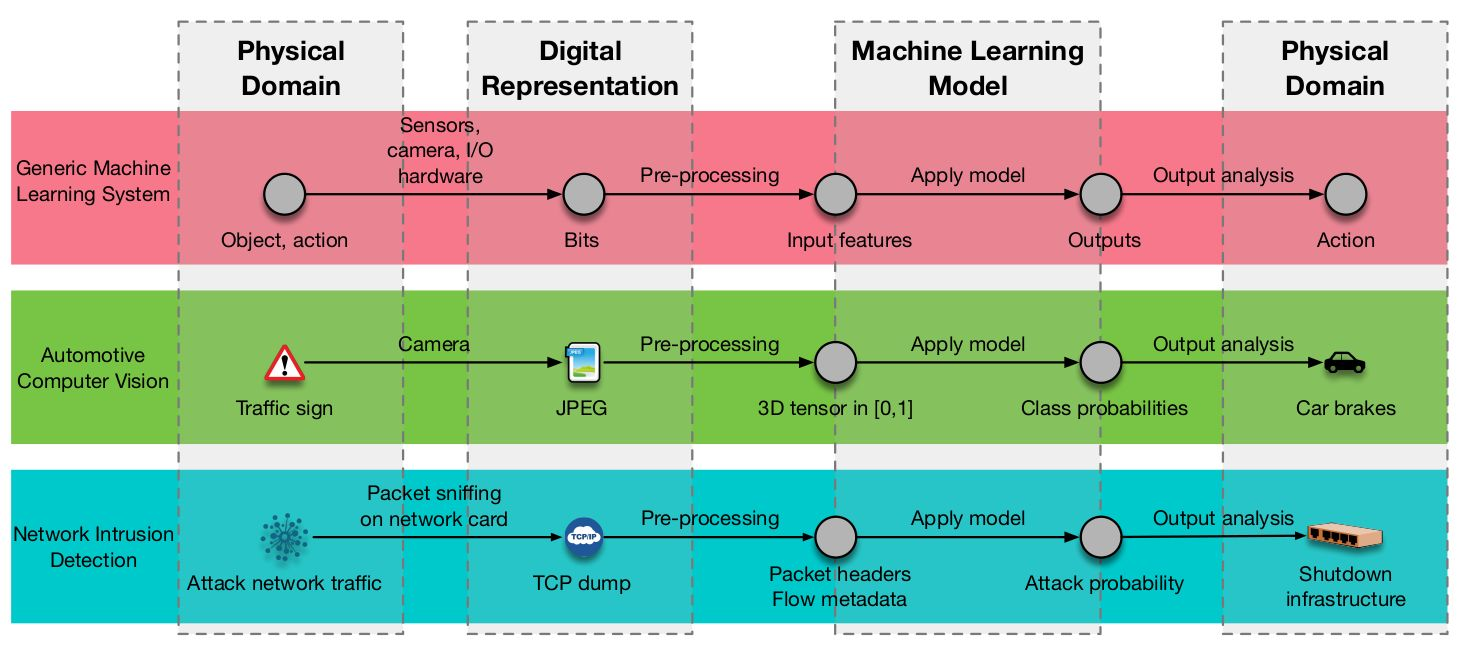 Physical
Domain
Digital
Representation
Machine Learning
Model
Physical
Domain
Generic Machine
Learning System
Sensors,
camera, I/O
hardware
Pre-processing
Apply model
Output analysis
Object, action
Bits
Input features
Outputs
Action
Automotive
Computer Vision
Camera
Pre-processing
Apply model
Output analysis
JPEG
Traffic sign
JPEG
3D tensor in [0,1]
Class probabilities
Car brakes
Network Intrusion
Detection
Packet sniffing
on network card
Pre-processing
Apply model
Output analysis
TCP/IP
Attack network traffic
TCP dump
Packet headers
Flow metadata
Attack probability
Shutdown
infrastructure